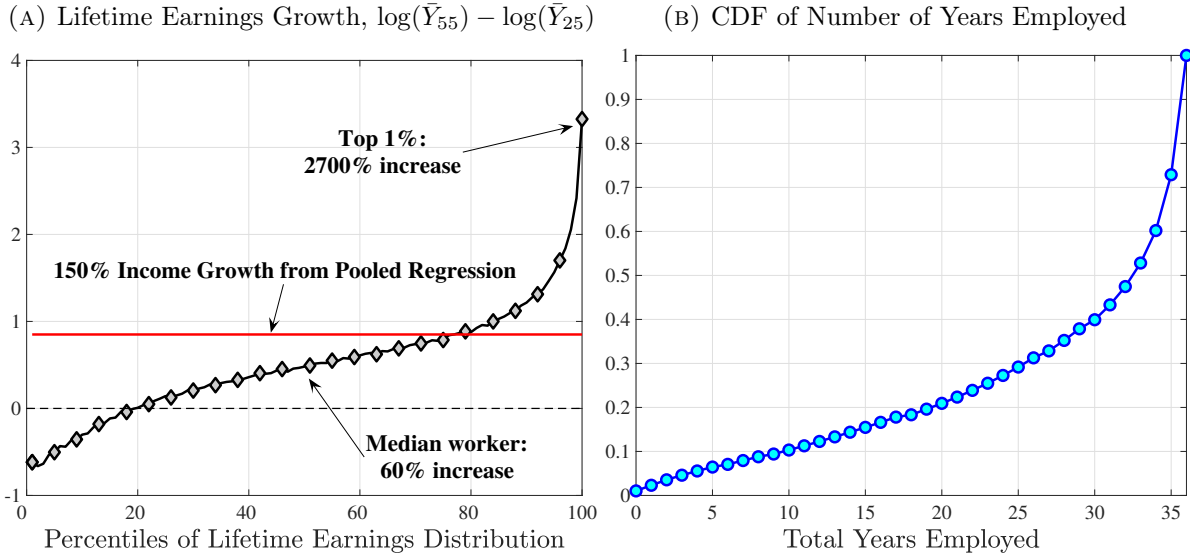 (A) Lifetime Earnings Growth, log(Ȳ55) − log(Ȳ25)
4
3
2
1
0
-1
Top 1%:
2700% increase
150% Income Growth from Pooled Regression
Median worker:
60% increase
0 20 40 60 80 100
Percentiles of Lifetime Earnings Distribution
(B) CDF of Number of Years Employed
1
0.9
0.8
0.7
0.6
0.5
0.4
0.3
0.2
0.1
0
0 5 10 15 20 25 30 35
Total Years Employed